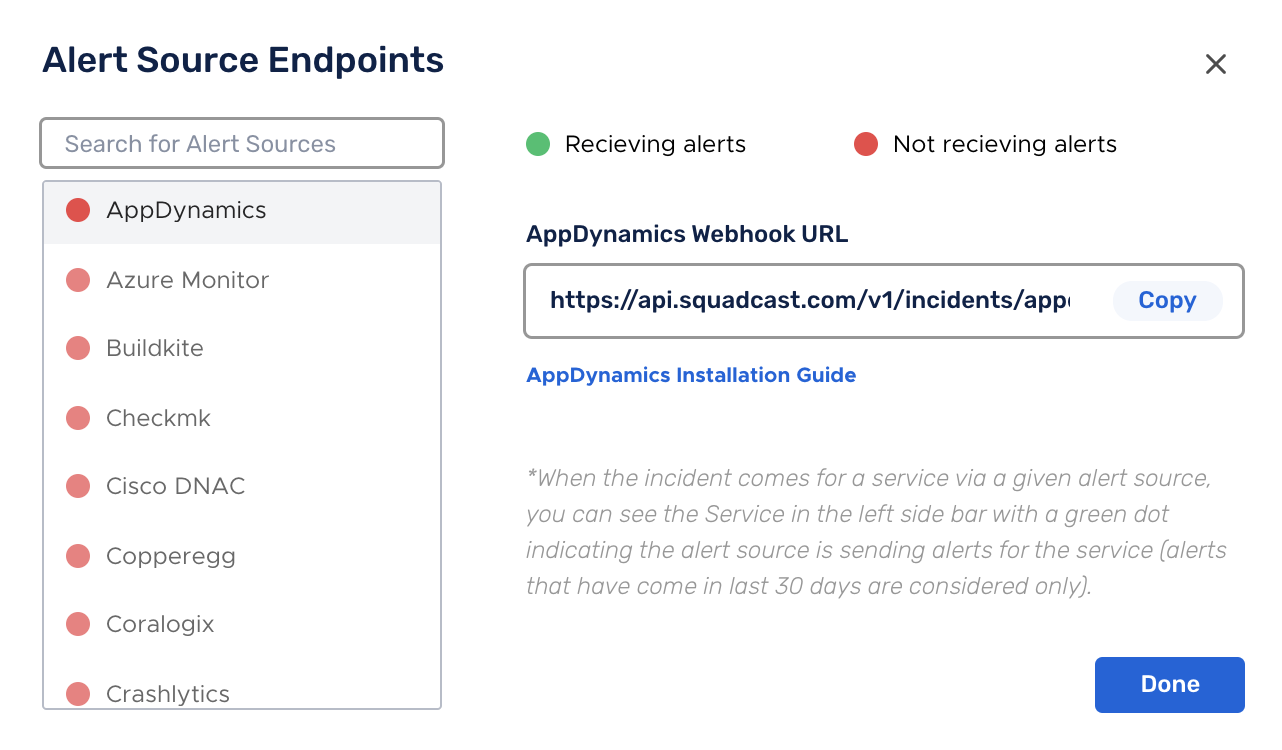 Alert Source Endpoints
Search for Alert Sources
AppDynamics
Azure Monitor
Buildkite
Checkmk
Cisco DNAC
Copperegg
Coralogix
Crashlytics
Recieving alerts
Not recieving alerts
AppDynamics Webhook URL
https://api.squadcast.com/v1/incidents/app
Copy
AppDynamics Installation Guide
*When the incident comes for a service via a given alert source,
you can see the Service in the left side bar with a green dot
indicating the alert source is sending alerts for the service (alerts
that have come in last 30 days are considered only).
Done